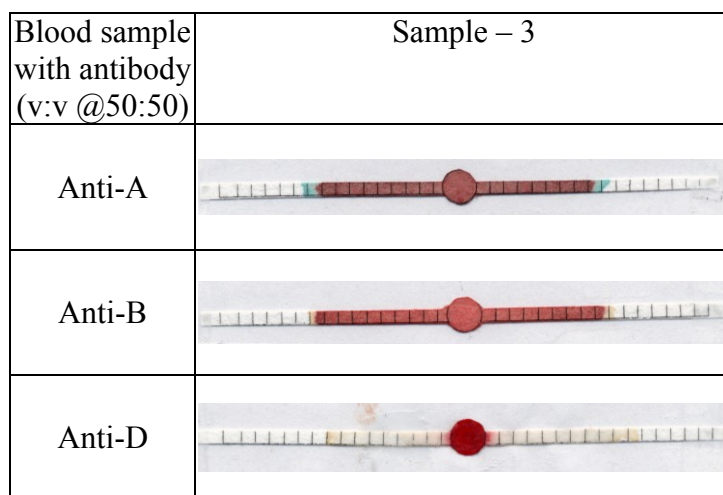 Blood sample
with antibody
(v:v @50:50)
Sample – 3
Anti-A
Anti-B
Anti-D